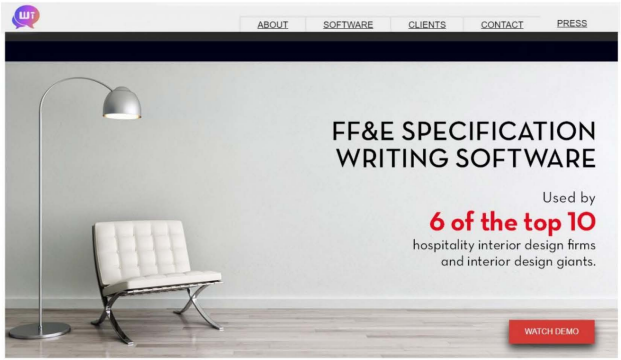 WT
ABOUT SOFTWARE CLIENTS CONTACT PRESS
FF&E SPECIFICATION
WRITING SOFTWARE
Used by
6 of the top 10
hospitality interior design firms
and interior design giants.
WATCH DEMO